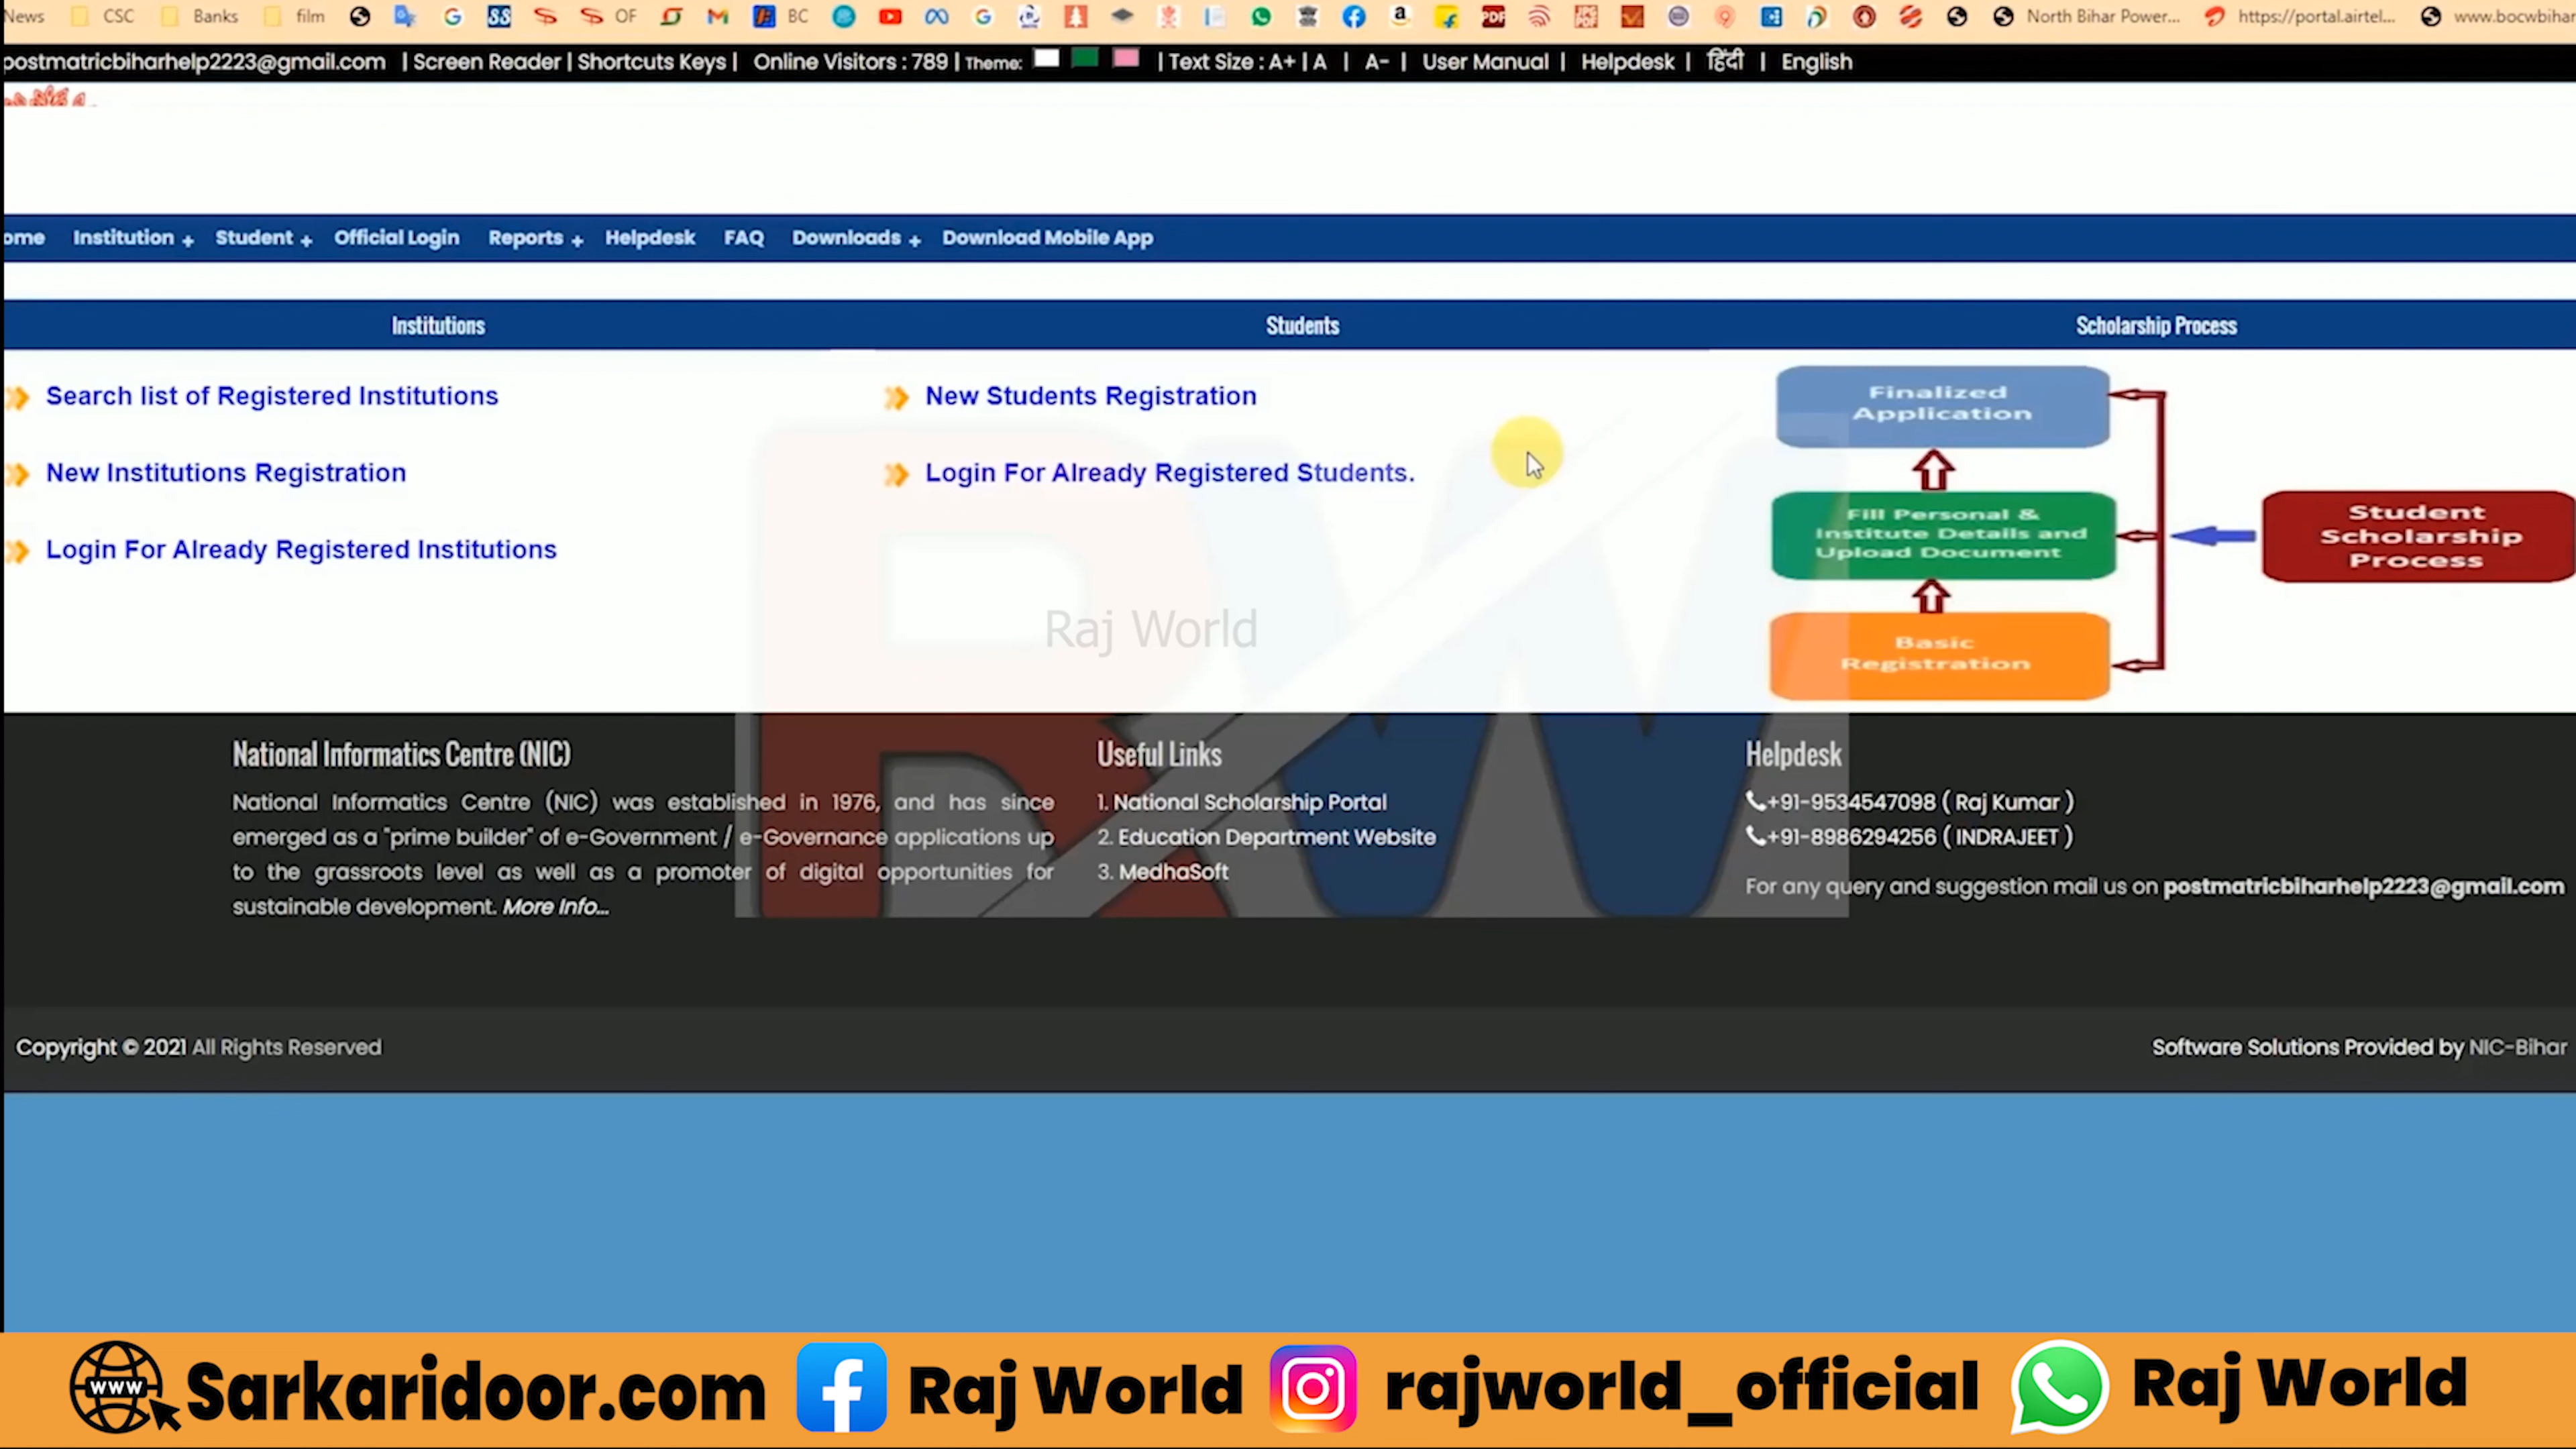 News CSC Banks film OF BC North Bihar Power... https://portal.airtel... www.bocwbihar
postmatricbiharhelp2223@gmail.com | Screen Reader | Shortcuts Keys | Online Visitors : 789 | Theme: | Text Size : A+ | A | A- | User Manual | Helpdesk | हिंदी | English
ome Institution + Student + Official Login Reports + Helpdesk FAQ Downloads + Download Mobile App
Institutions
Students
Scholarship Process
Search list of Registered Institutions
New Institutions Registration
Login For Already Registered Institutions
New Students Registration
Login For Already Registered Students.
Finalized
Application
Fill Personal &
Institute Details and
Upload Document
Basic
Registration
Student
Scholarship
Process
RW
Raj World
National Informatics Centre (NIC)
National Informatics Centre (NIC) was established in 1976, and has since
emerged as a "prime builder" of e-Government / e-Governance applications up
to the grassroots level as well as a promoter of digital opportunities for
sustainable development. More Info...
Useful Links
1. National Scholarship Portal
2. Education Department Website
3. MedhaSoft
Helpdesk
+91-9534547098 ( Raj Kumar )
+91-8986294256 ( INDRAJEET )
For any query and suggestion mail us on postmatricbiharhelp2223@gmail.com
Copyright © 2021 All Rights Reserved
Software Solutions Provided by NIC-Bihar
www Sarkaridoor.com Raj World rajworld_official Raj World